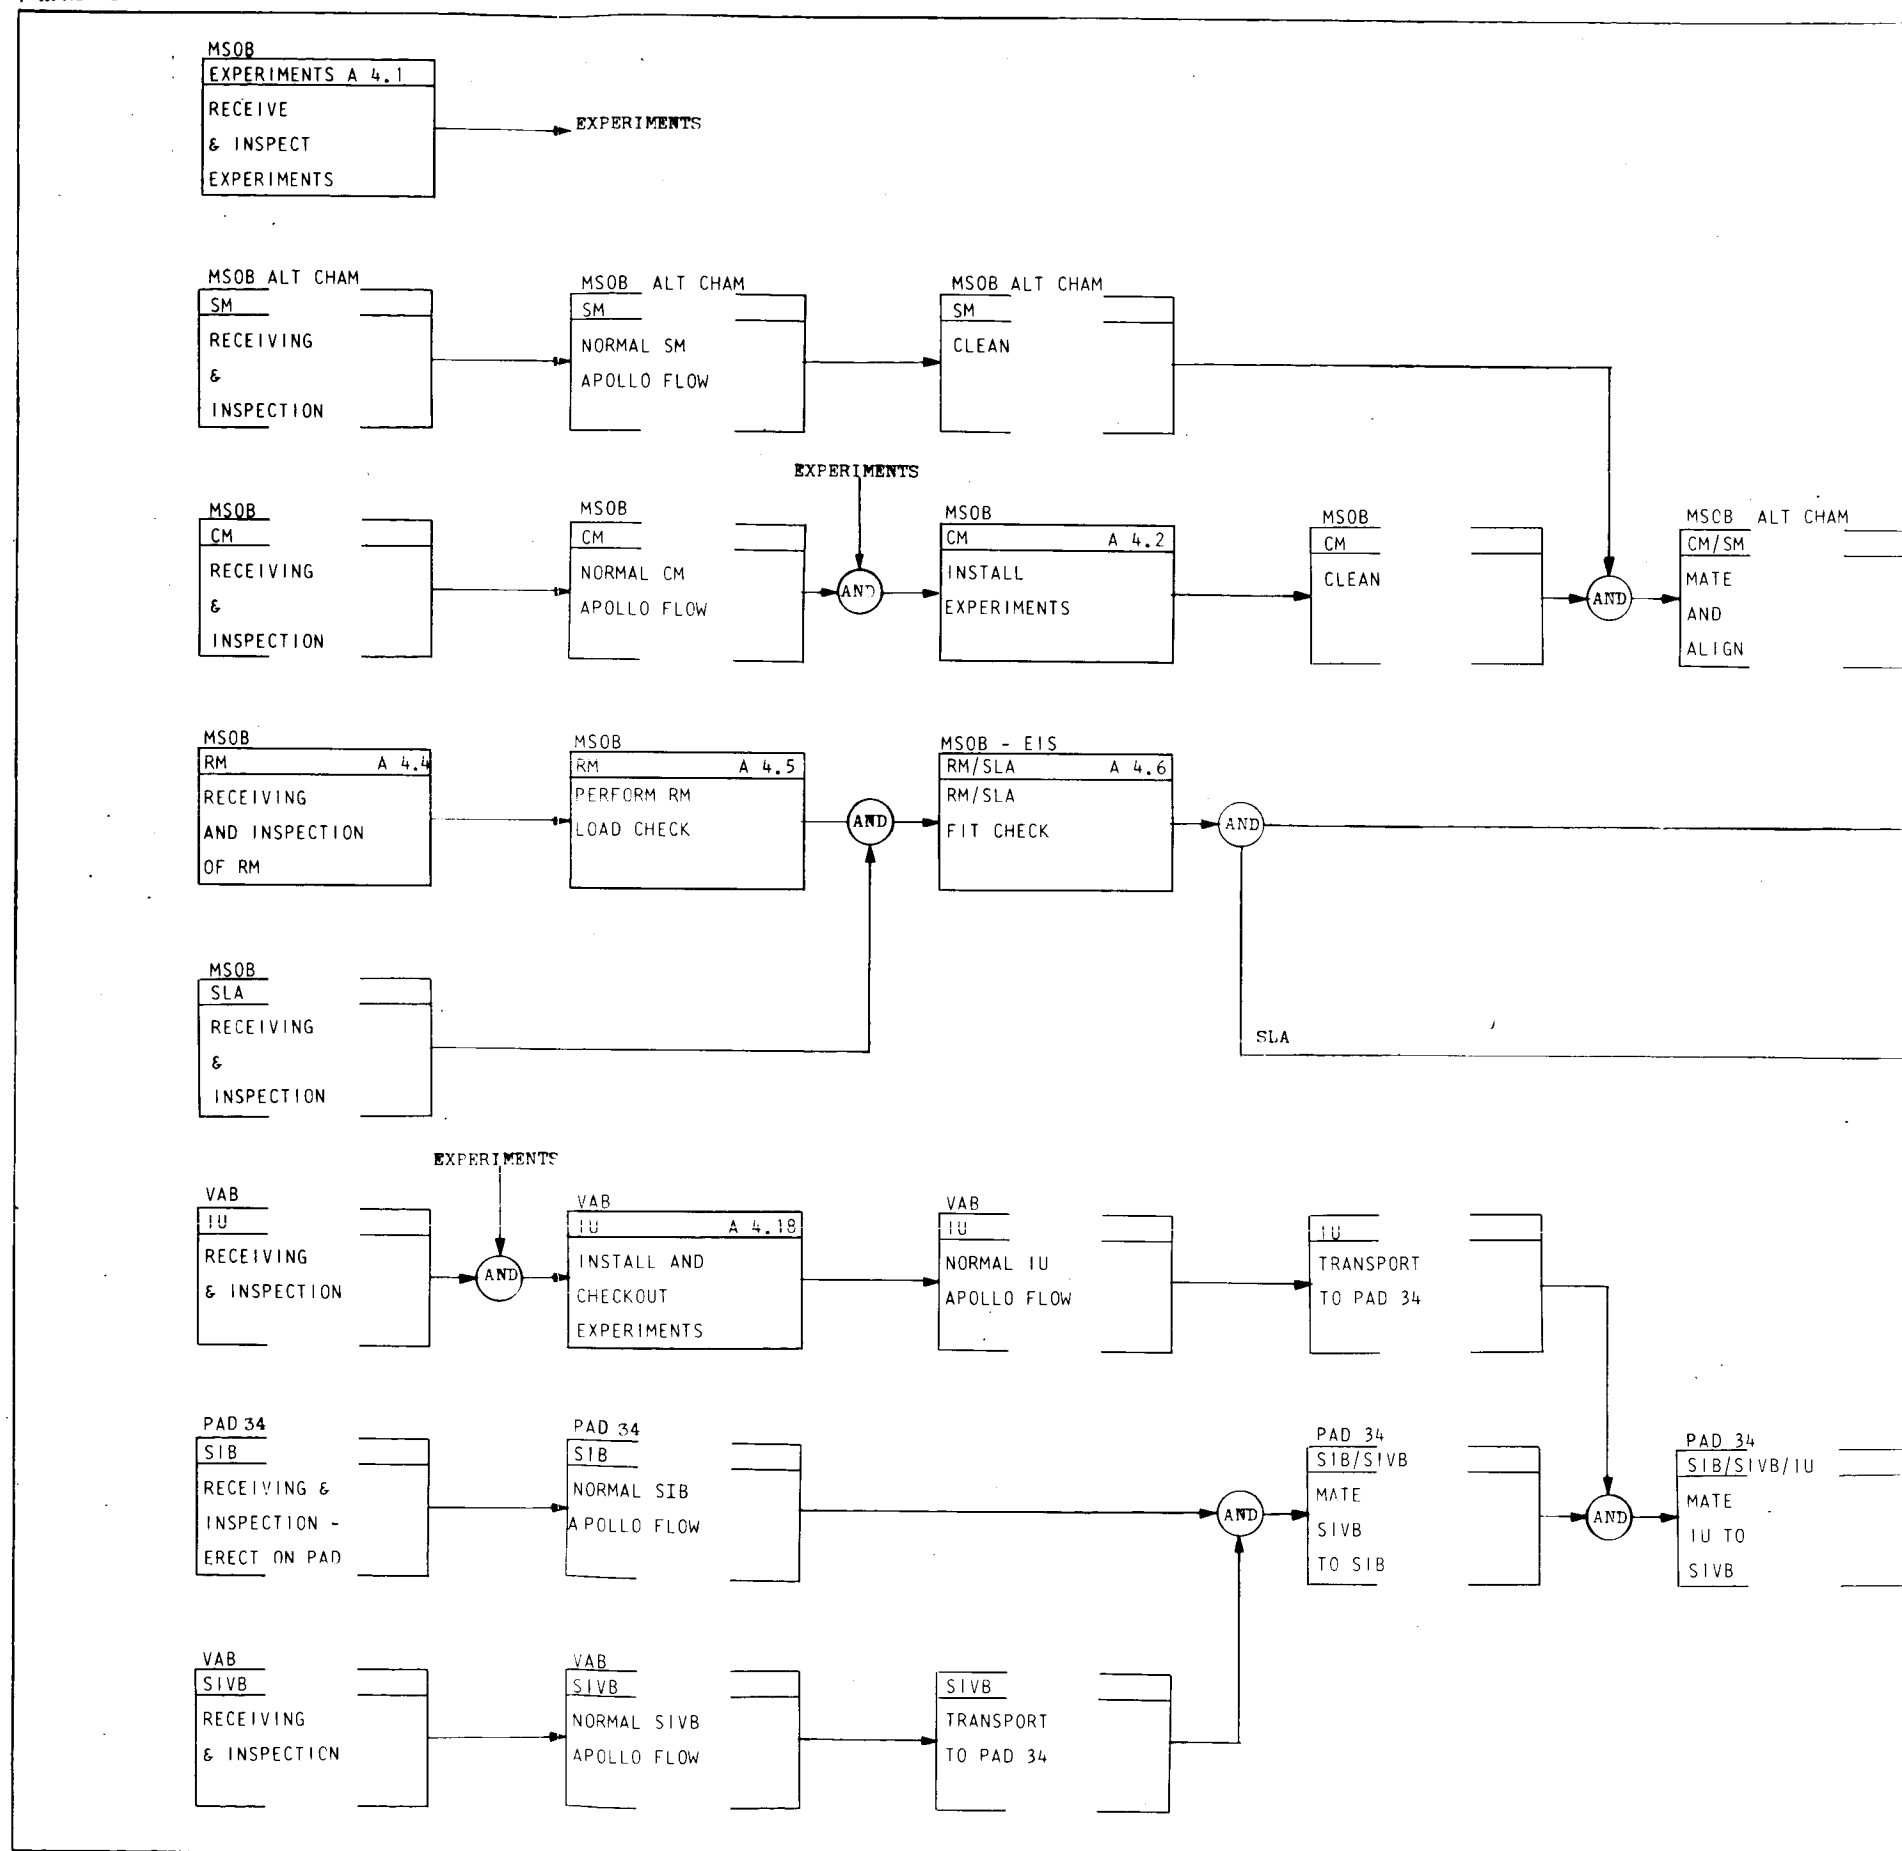 MSOB
EXPERIMENTS A 4.1
RECEIVE
& INSPECT
EXPERIMENTS
EXPERIMENTS
MSOB ALT CHAM
SM
RECEIVING
&
INSPECTION
MSOB ALT CHAM
SM
NORMAL SM
APOLLO FLOW
MSOB ALT CHAM
SM
CLEAN
EXPERIMENTS
MSOB
CM
RECEIVING
&
INSPECTION
MSOB
CM
NORMAL CM
APOLLO FLOW
AND
MSOB
CM A 4.2
INSTALL
EXPERIMENTS
MSOB
CM
CLEAN
AND
MSOB ALT CHAM
CM/SM
MATE
AND
ALIGN
MSOB
RM A 4.4
RECEIVING
AND INSPECTION
OF RM
MSOB
RM A 4.5
PERFORM RM
LOAD CHECK
AND
MSOB - EIS
RM/SLA A 4.6
RM/SLA
FIT CHECK
AND
MSOB
SLA
RECEIVING
&
INSPECTION
SLA
EXPERIMENTS
VAB
IU
RECEIVING
& INSPECTION
AND
VAB
IU A 4.18
INSTALL AND
CHECKOUT
EXPERIMENTS
VAB
IU
NORMAL IU
APOLLO FLOW
IU
TRANSPORT
TO PAD 34
PAD 34
SIB
RECEIVING &
INSPECTION -
ERECT ON PAD
PAD 34
SIB
NORMAL SIB
APOLLO FLOW
AND
PAD 34
SIB/SIVB
MATE
SIVB
TO SIB
AND
PAD 34
SIB/SIVB/IU
MATE
IU TO
SIVB
VAB
SIVB
RECEIVING
& INSPECTION
VAB
SIVB
NORMAL SIVB
APOLLO FLOW
SIVB
TRANSPORT
TO PAD 34